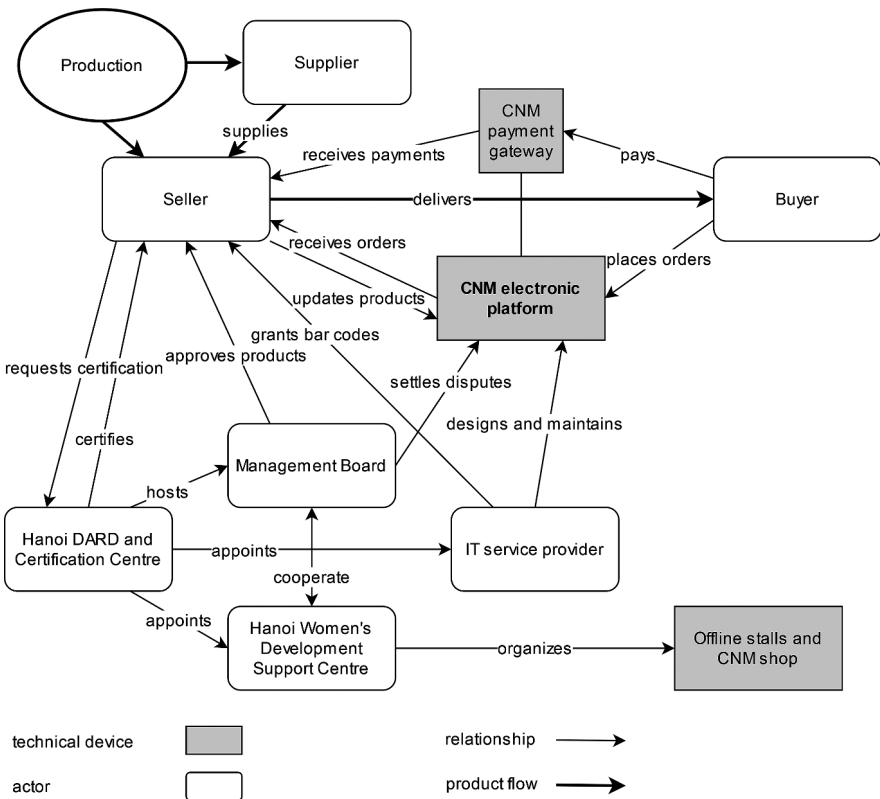 Production
Supplier
CNM
payment
gateway
supplies
receives payments
pays
Seller
delivers
Buyer
receives orders
places orders
CNM electronic
platform
updates products
grants bar codes
approves products
requests certification
settles disputes
designs and maintains
certifies
Management Board
hosts
Hanoi DARD and
Certification Centre
appoints
IT service provider
cooperate
appoints
Hanoi Women's
Development
Support Centre
organizes
Offline stalls and
CNM shop
technical device
relationship
actor
product flow